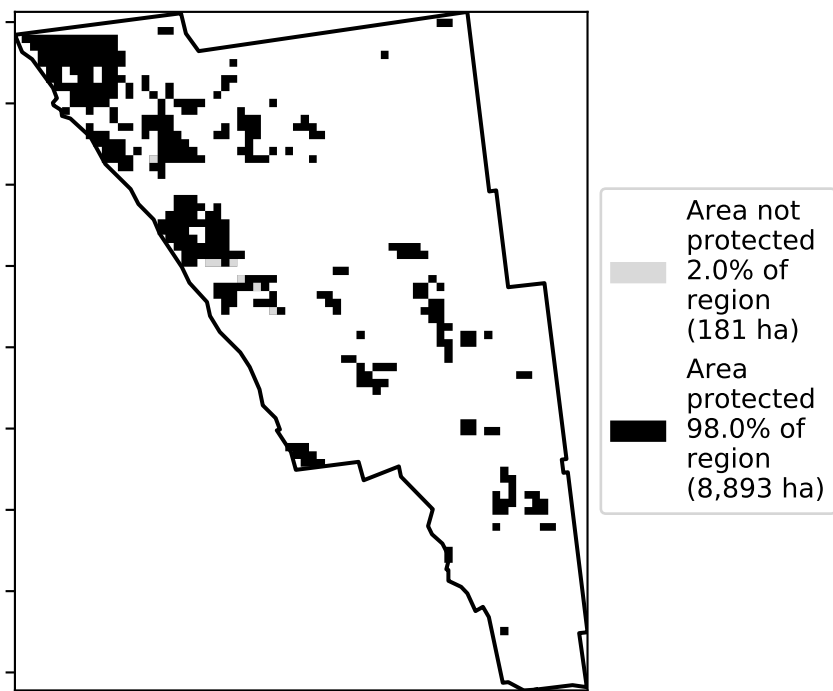 Area not
protected
2.0% of
region
(181 ha)
Area
protected
98.0% of
region
(8,893 ha)